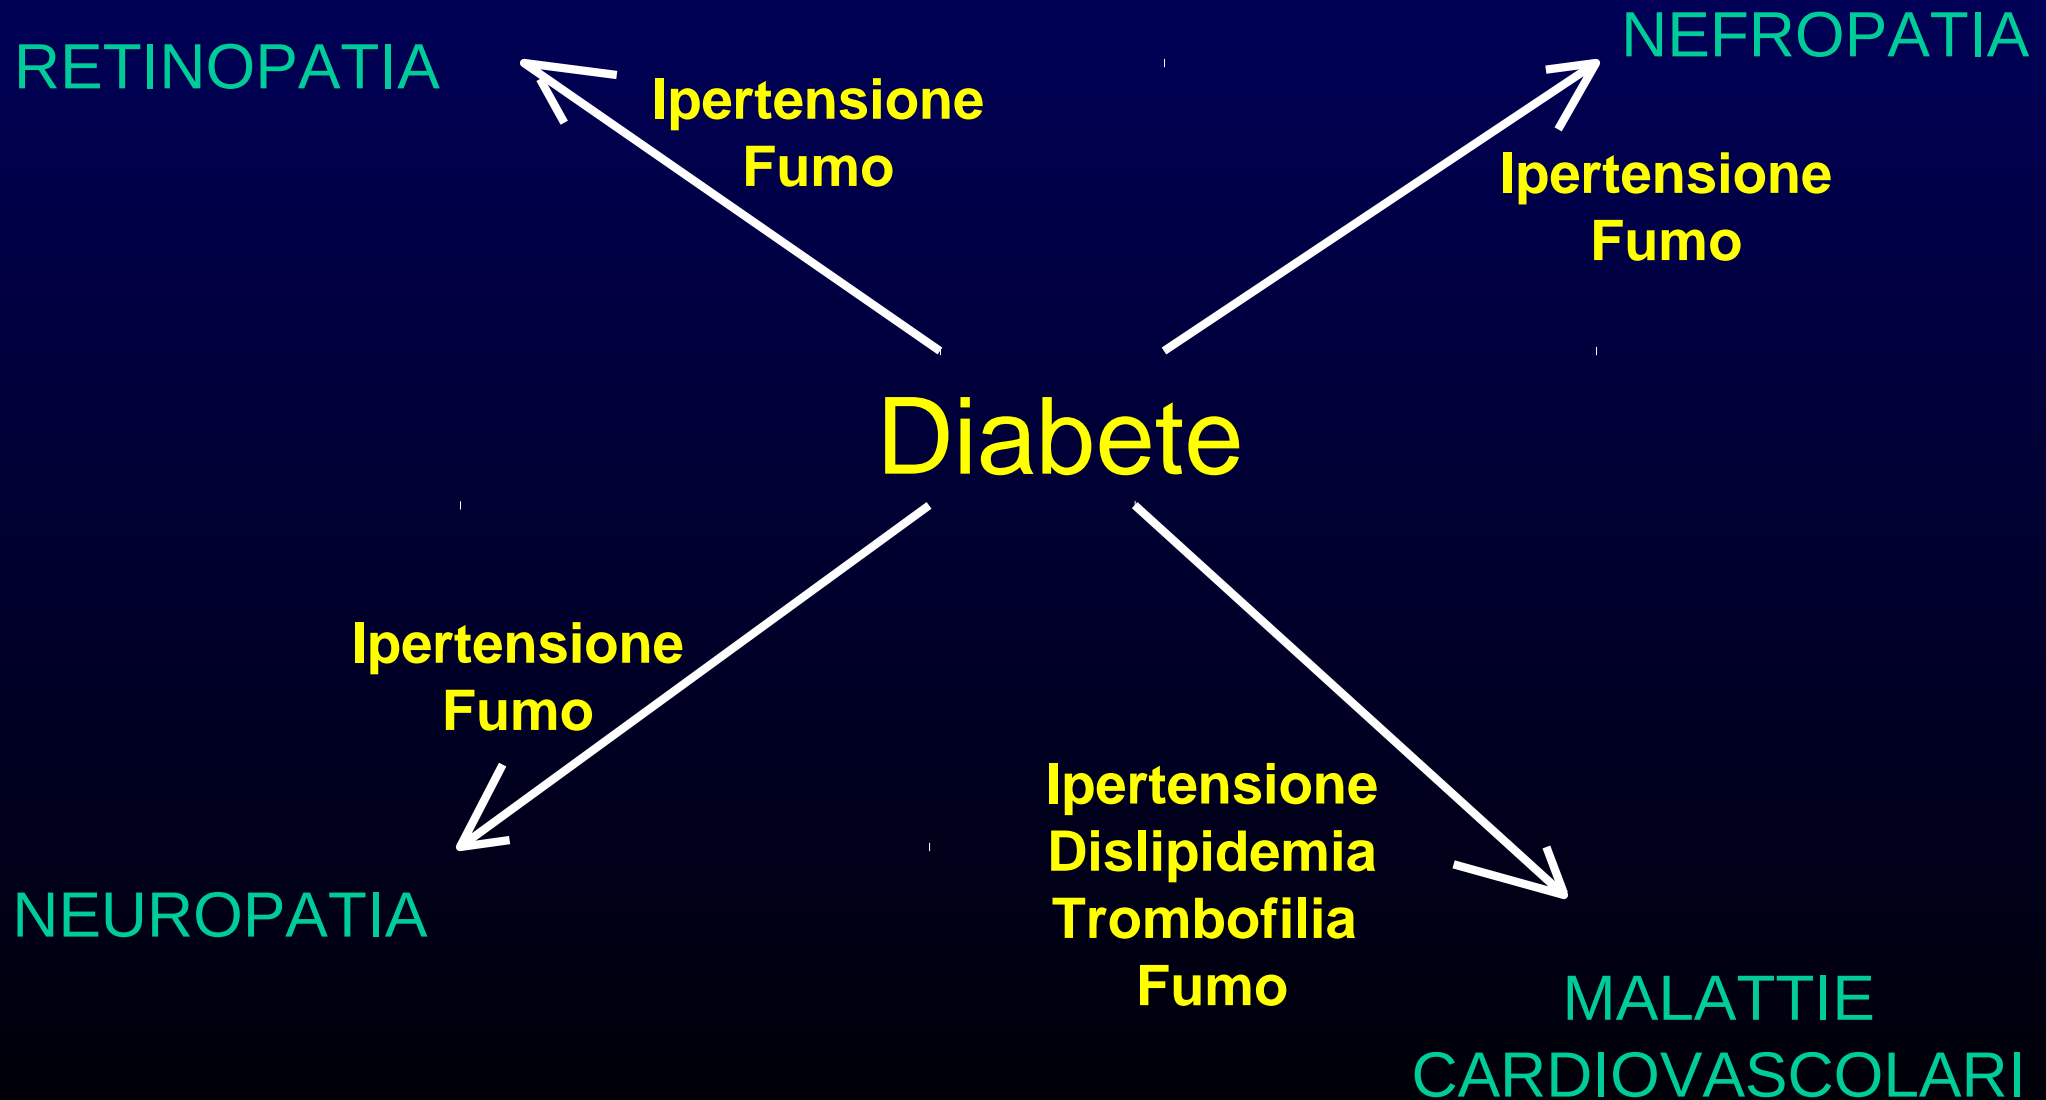 RETINOPATIA
Ipertensione
Fumo
NEFROPATIA
Ipertensione
Fumo
Diabete
Ipertensione
Fumo
NEUROPATIA
Ipertensione
Dislipidemia
Trombofilia
Fumo
MALATTIE
CARDIOVASCOLARI